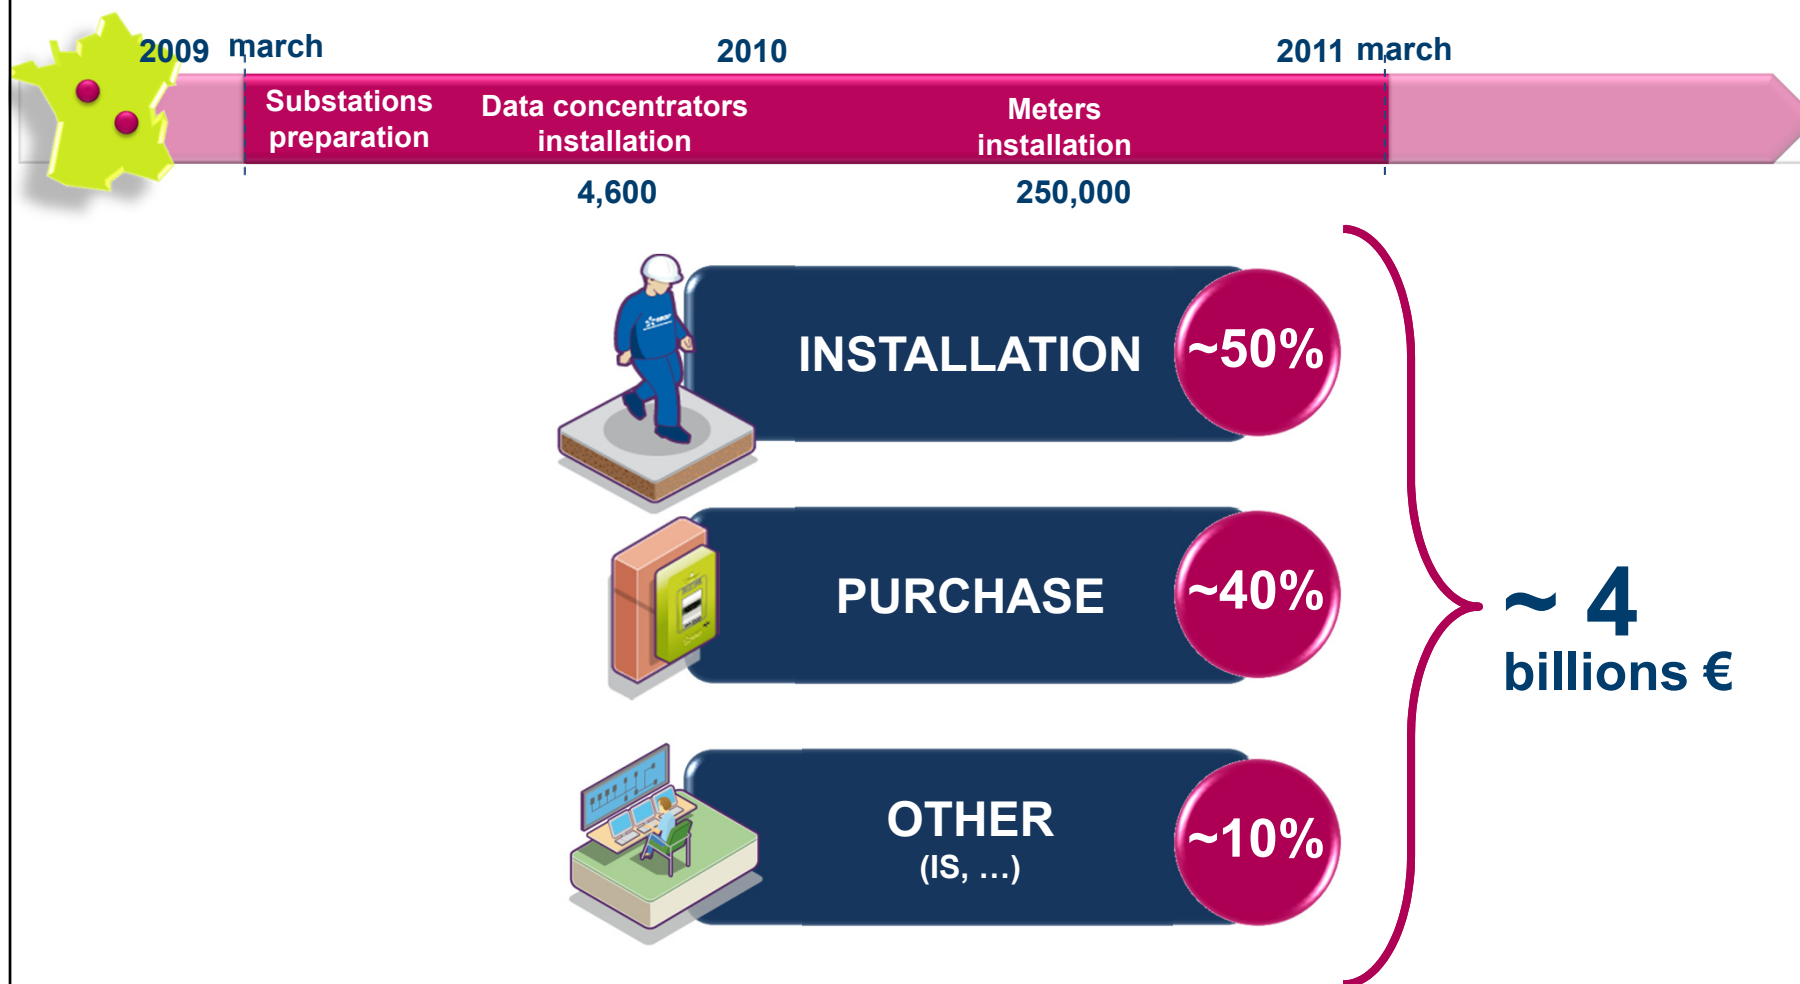 2009 march 2010 2011 march
Substations
preparation
Data concentrators
installation
Meters
installation
4,600 250,000
INSTALLATION ~50%
PURCHASE ~40%
OTHER
(IS, ...)
~10%
~ 4
billions €